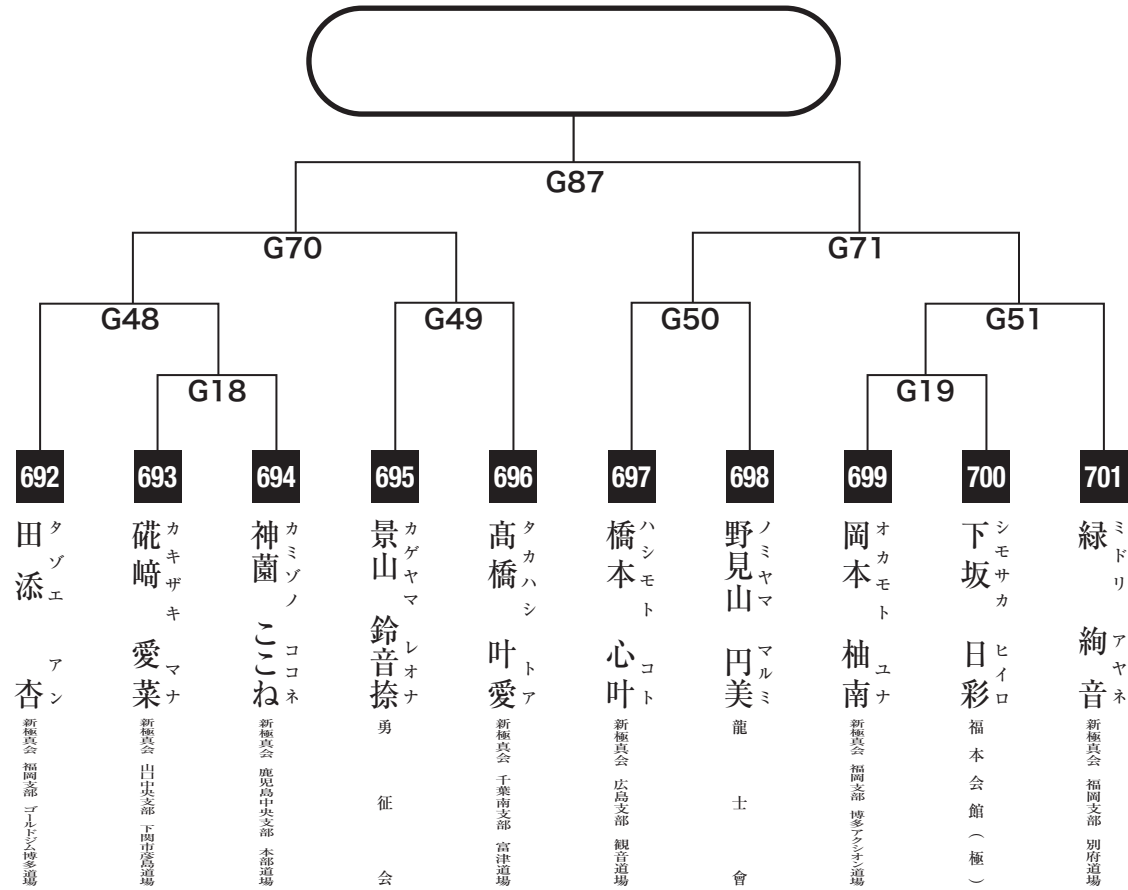 G87
G70
G71
G48
G49
G50
G51
G18
G19
692
693
694
695
696
697
698
699
700
701
田添 杏
タゾエ アン
新極真会 福岡支部 ゴールドジム博多道場
硴﨑 愛菜
カキザキ マナ
新極真会 山口中央支部 下関市彦島道場
神薗 ここね
カミゾノ ココネ
新極真会 鹿児島中央支部 本部道場
景山 鈴音捺
カゲヤマ レオナ
勇征会
髙橋 叶愛
タカハシ トア
新極真会 千葉南支部 富津道場
橋本 心叶
ハシモト コト
新極真会 広島支部 観音道場
野見山 円美
ノミヤマ マルミ
龍士會
岡本 柚南
オカモト ユナ
新極真会 福岡支部 博多アクシオン道場
下坂 日彩
シモサカ ヒイロ
福本会館(極)
緑 絢音
ミドリ アヤネ
新極真会 福岡支部 別府道場